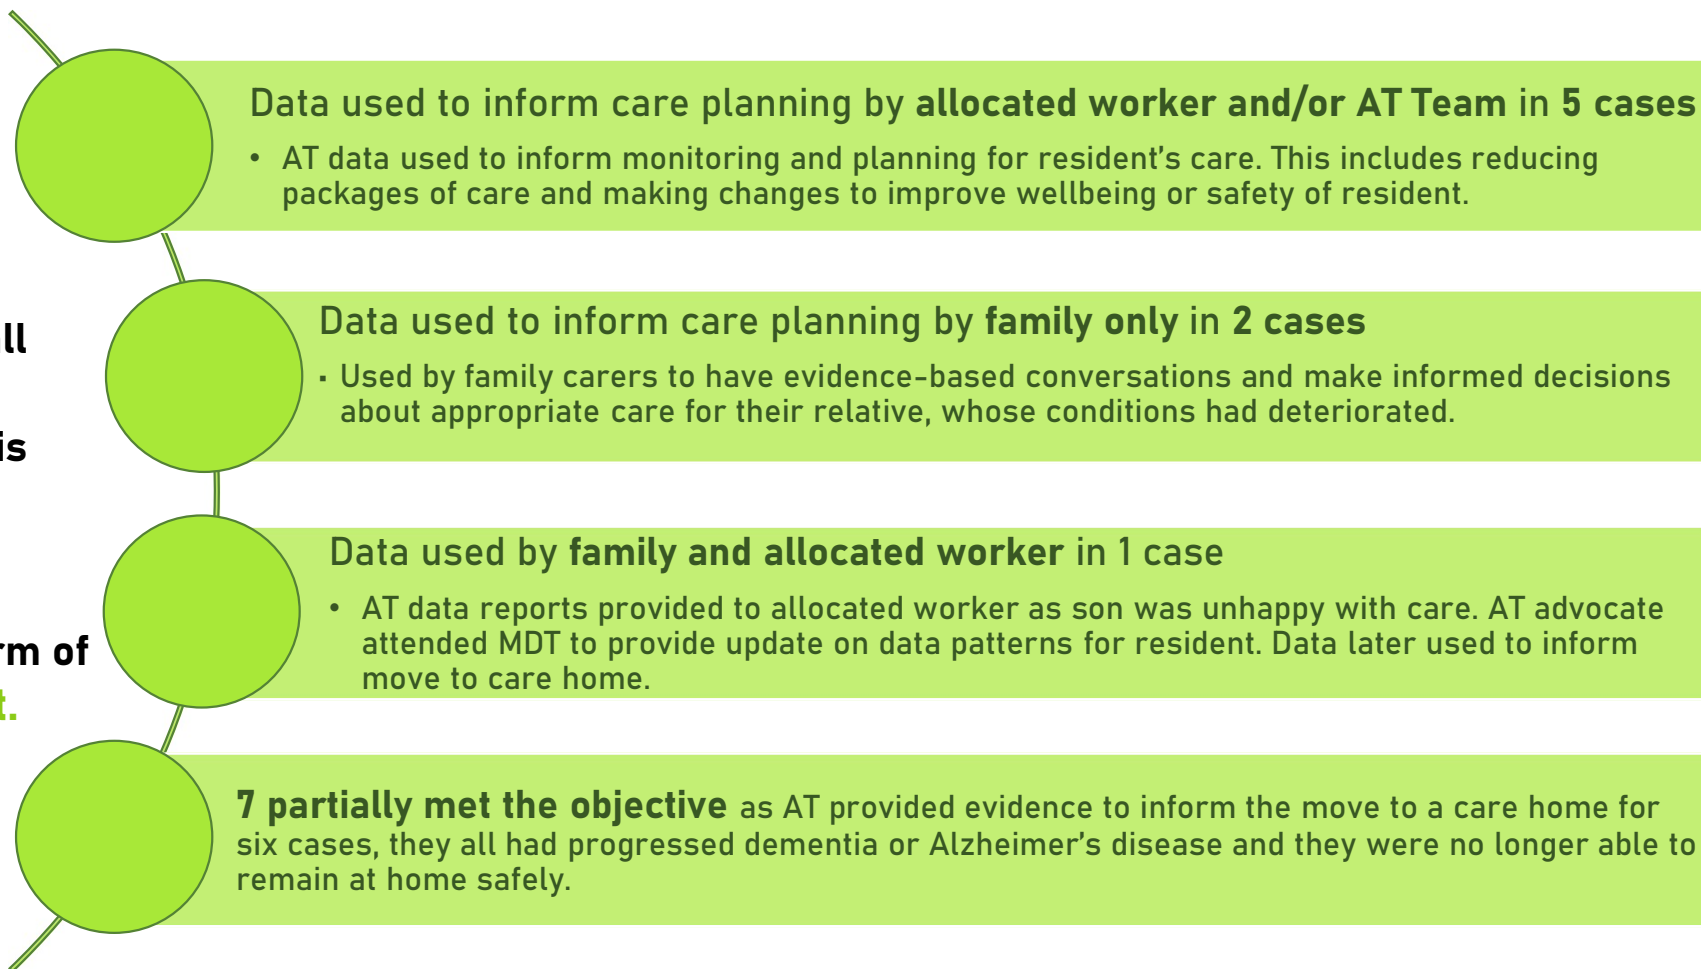 Data used to inform care planning by allocated worker and/or AT Team in 5 cases
• AT data used to inform monitoring and planning for resident's care. This includes reducing
packages of care and making changes to improve wellbeing or safety of resident.
Data used to inform care planning by family only in 2 cases
▪ Used by family carers to have evidence-based conversations and make informed decisions
about appropriate care for their relative, whose conditions had deteriorated.
is
Data used by family and allocated worker in 1 case
• AT data reports provided to allocated worker as son was unhappy with care. AT advocate
attended MDT to provide update on data patterns for resident. Data later used to inform
move to care home.
of
7 partially met the objective as AT provided evidence to inform the move to a care home for
six cases, they all had progressed dementia or Alzheimer's disease and they were no longer able to
remain at home safely.